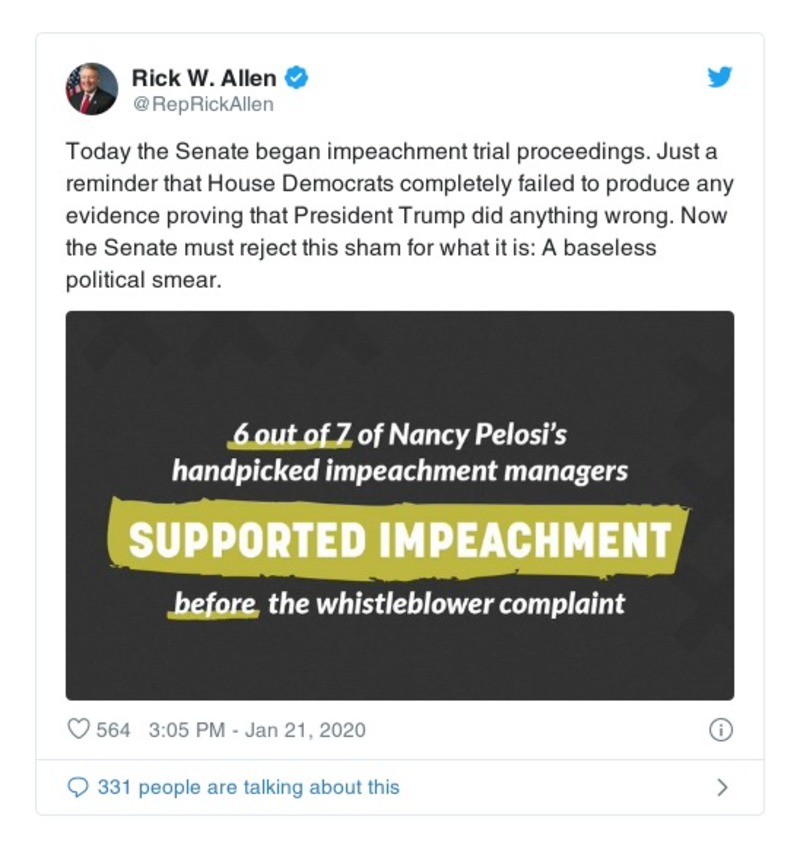 Rick W. Allen
@RepRickAllen
Today the Senate began impeachment trial proceedings. Just a
reminder that House Democrats completely failed to produce any
evidence proving that President Trump did anything wrong. Now
the Senate must reject this sham for what it is: A baseless
political smear.
6 out of 7 of Nancy Pelosi's
handpicked impeachment managers
SUPPORTED IMPEACHMENT
before the whistleblower complaint
564 3:05 PM - Jan 21, 2020
331 people are talking about this